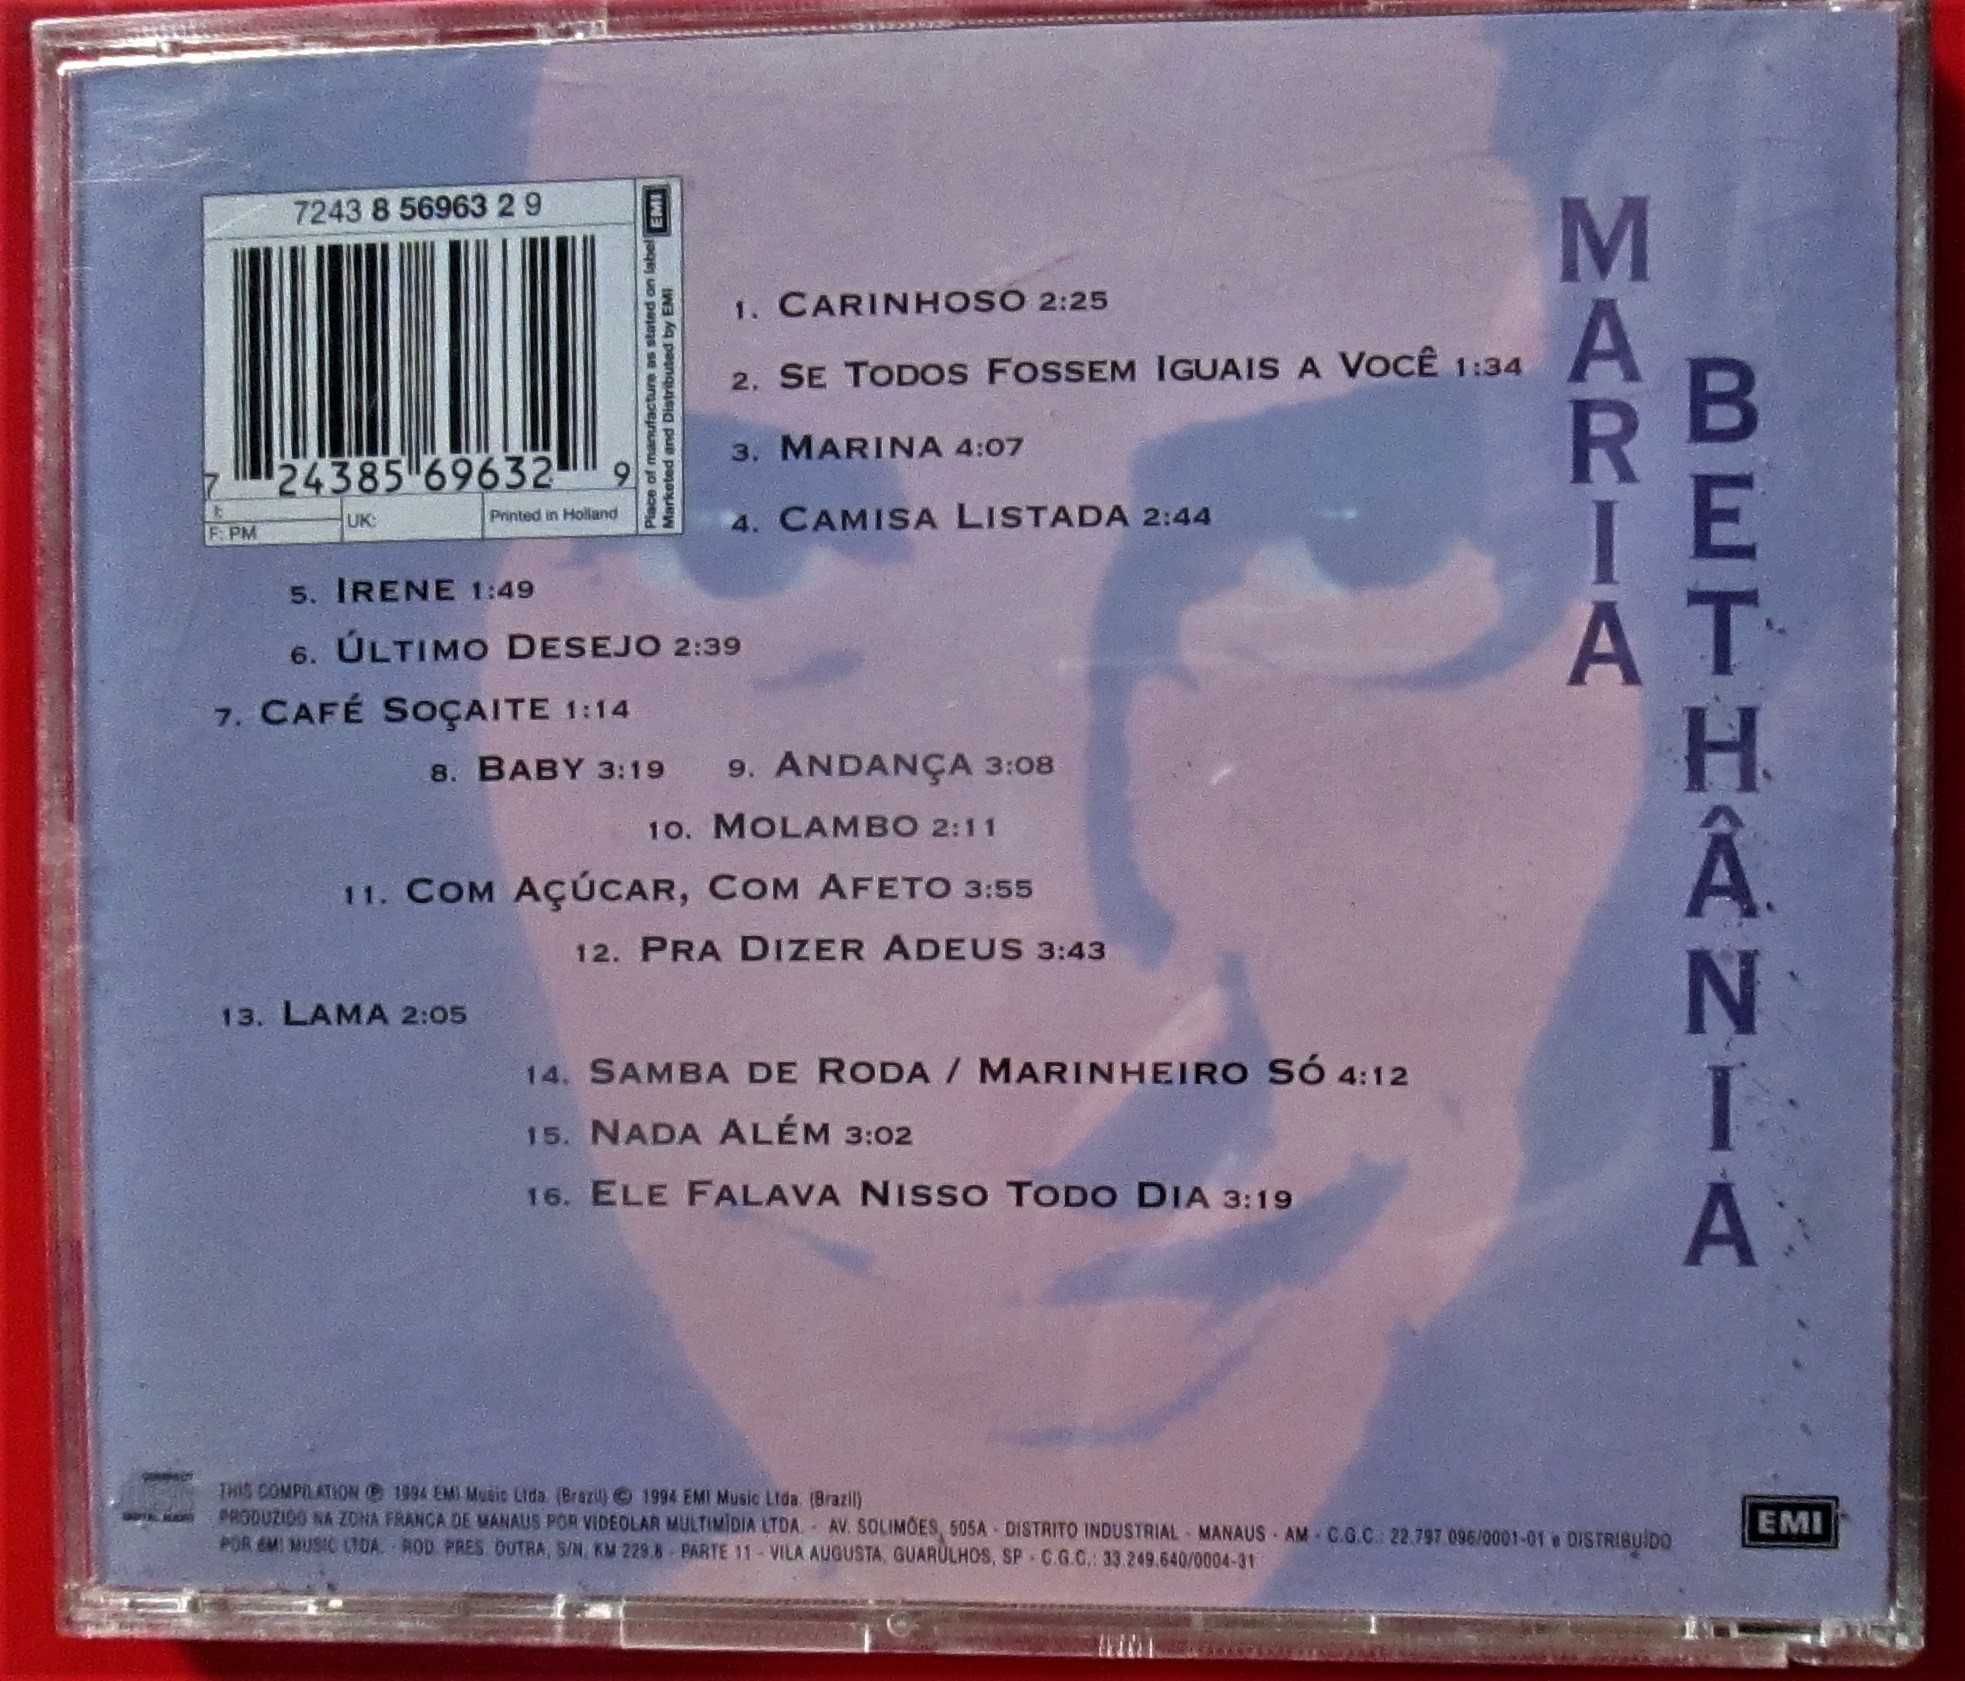 7243 8 56963 2 9
EMI
Place of manufacture as stated on label
Marketed and Distributed by EMI
7 24385 69632 9
I:
F: PM
UK:
Printed in Holland
1. CARINHOSO 2:25
2. SE TODOS FOSSEM IGUAIS A VOCÊ 1:34
3. MARINA 4:07
4. CAMISA LISTADA 2:44
5. IRENE 1:49
6. ÚLTIMO DESEJO 2:39
7. CAFÉ SOÇAITE 1:14
8. BABY 3:19 9. ANDANÇA 3:08
10. MOLAMBO 2:11
11. COM AÇÚCAR, COM AFETO 3:55
12. PRA DIZER ADEUS 3:43
13. LAMA 2:05
14. SAMBA DE RODA / MARINHEIRO SÓ 4:12
15. NADA ALÉM 3:02
16. ELE FALAVA NISSO TODO DIA 3:19
MARIA
BETHÂNIA
COMPACT
DIGITAL AUDIO
THIS COMPILATION ℗ 1994 EMI Music Ltda. (Brazil) © 1994 EMI Music Ltda. (Brazil)
PRODUZIDO NA ZONA FRANCA DE MANAUS POR VIDEOLAR MULTIMÍDIA LTDA. - AV. SOLIMÕES, 505A - DISTRITO INDUSTRIAL - MANAUS - AM - C.G.C.: 22.797.096/0001-01 e DISTRIBUÍDO
POR EMI MUSIC LTDA. - ROD. PRES. DUTRA, S/N, KM 229.8 - PARTE 11 - VILA AUGUSTA, GUARULHOS, SP - C.G.C.: 33.249.640/0004-31
EMI